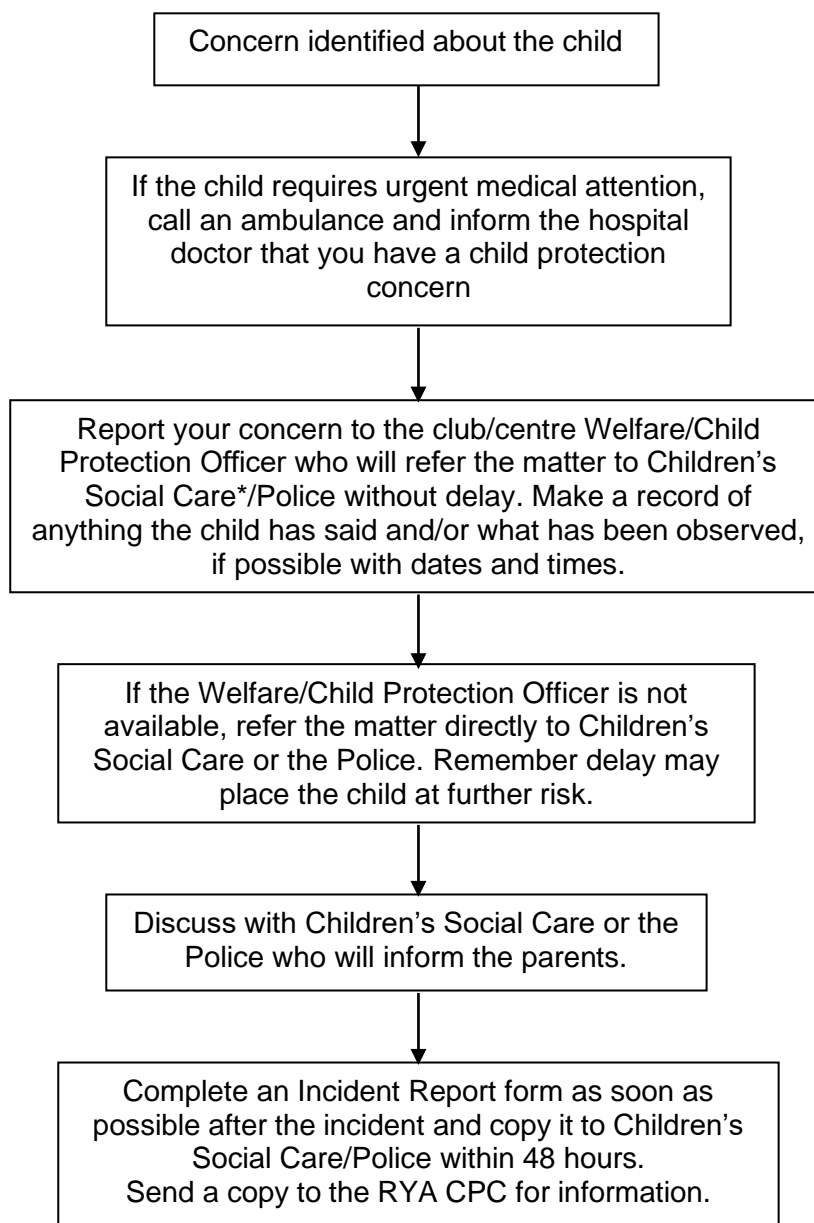 Concern identified about the child
If the child requires urgent medical attention,
call an ambulance and inform the hospital
doctor that you have a child protection
concern
Report your concern to the club/centre Welfare/Child
Protection Officer who will refer the matter to Children’s
Social Care*/Police without delay. Make a record of
anything the child has said and/or what has been observed,
if possible with dates and times.
If the Welfare/Child Protection Officer is not
available, refer the matter directly to Children’s
Social Care or the Police. Remember delay may
place the child at further risk.
Discuss with Children’s Social Care or the
Police who will inform the parents.
Complete an Incident Report form as soon as
possible after the incident and copy it to Children’s
Social Care/Police within 48 hours.
Send a copy to the RYA CPC for information.